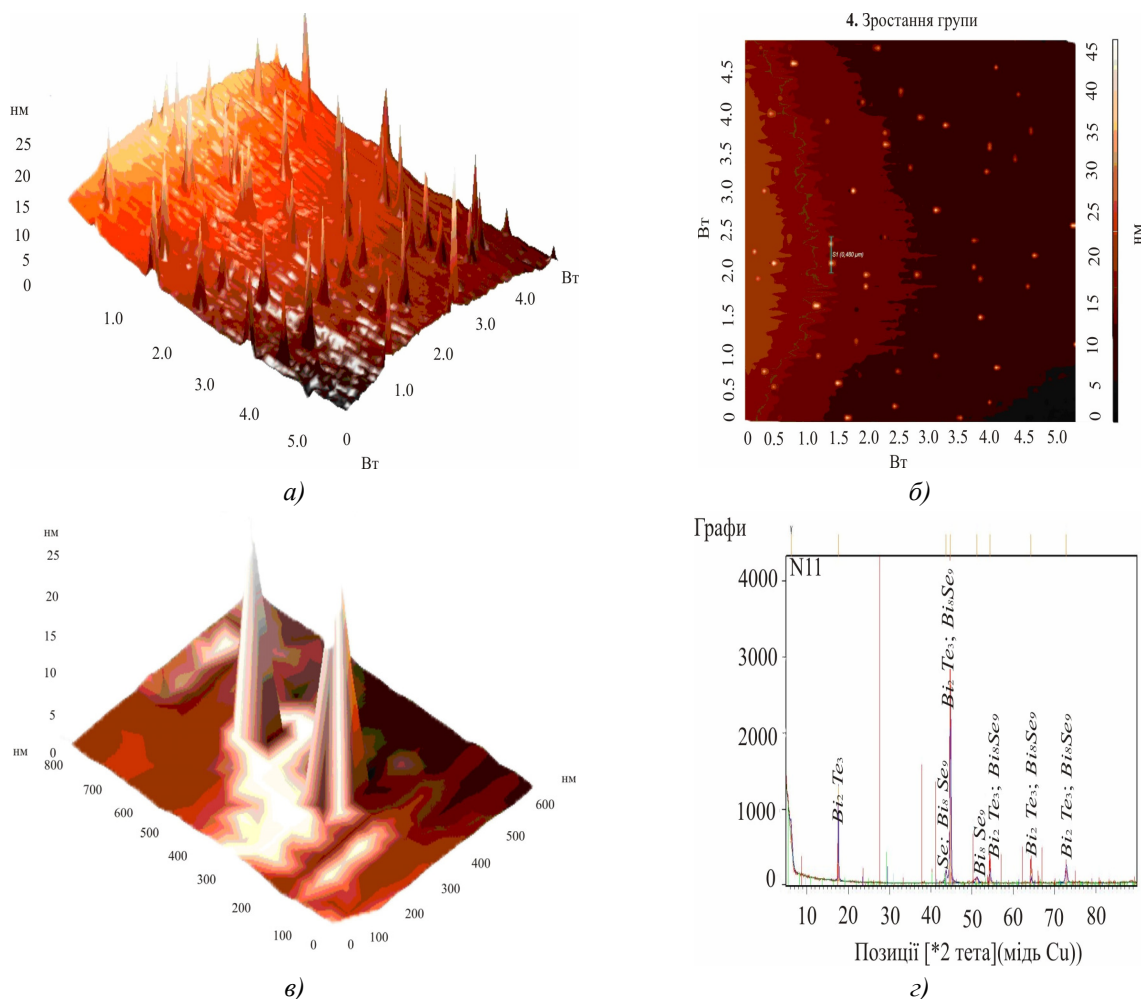 нм
25
20
15
10
5
0
1.0
2.0
3.0
4.0
5.0
0
Вт
1.0
2.0
3.0
4.0
Вт
а)
4. Зростання групи
Вт
4.5
4.0
3.5
3.0
2.5
2.0
1.5
1.0
0.5
0
S1 (0,480 µm)
0 0.5 1.5 2.0 2.5 3.0 3.5 4.0 4.5 5.0
Вт
45
40
35
30
25
20
15
10
5
0
нм
б)
нм
25
20
15
10
5
0
нм
800
700
600
500
400
300
200
100
0
0
100
200
300
400
500
600
нм
в)
Графи
N11
4000
3000
2000
1000
0
Bi₂ Te₃
Se; Bi₈ Se₉
Bi₂ Te₃; Bi₈Se₉
Bi₈ Se₉
Bi₂ Te₃; Bi₈Se₉
Bi₂ Te₃; Bi₈Se₉
Bi₂ Te₃; Bi₈Se₉
10 20 30 40 50 60 70 80
Позиції [*2 тета](мідь Cu))
г)